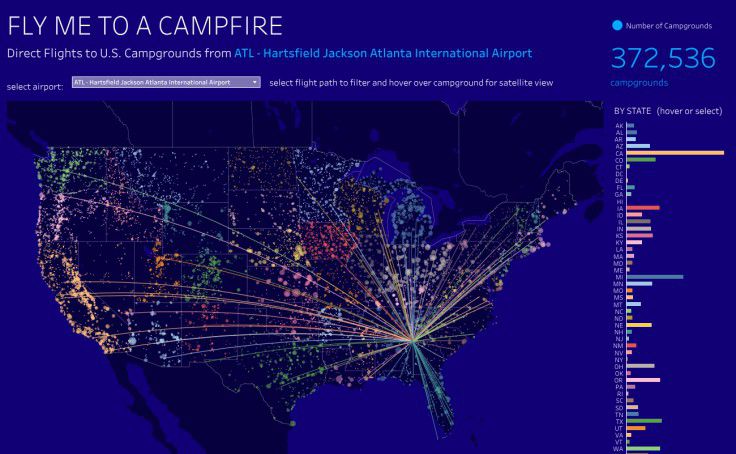 FLY ME TO A CAMPFIRE
Direct Flights to U.S. Campgrounds from ATL - Hartsfield Jackson Atlanta International Airport
select airport: ATL - Hartsfield Jackson Atlanta International Airport select flight path to filter and hover over campground for satellite view
Number of Campgrounds
372,536
campgrounds
BY STATE (hover or select)
AK
AL
AR
AZ
CA
CO
CT
DC
DE
FL
GA
HI
IA
ID
IL
IN
KS
KY
LA
MA
MD
ME
MI
MN
MO
MS
MT
NC
ND
NE
NH
NJ
NM
NV
NY
OH
OK
OR
PA
RI
SC
SD
TN
TX
UT
VA
VT
WA